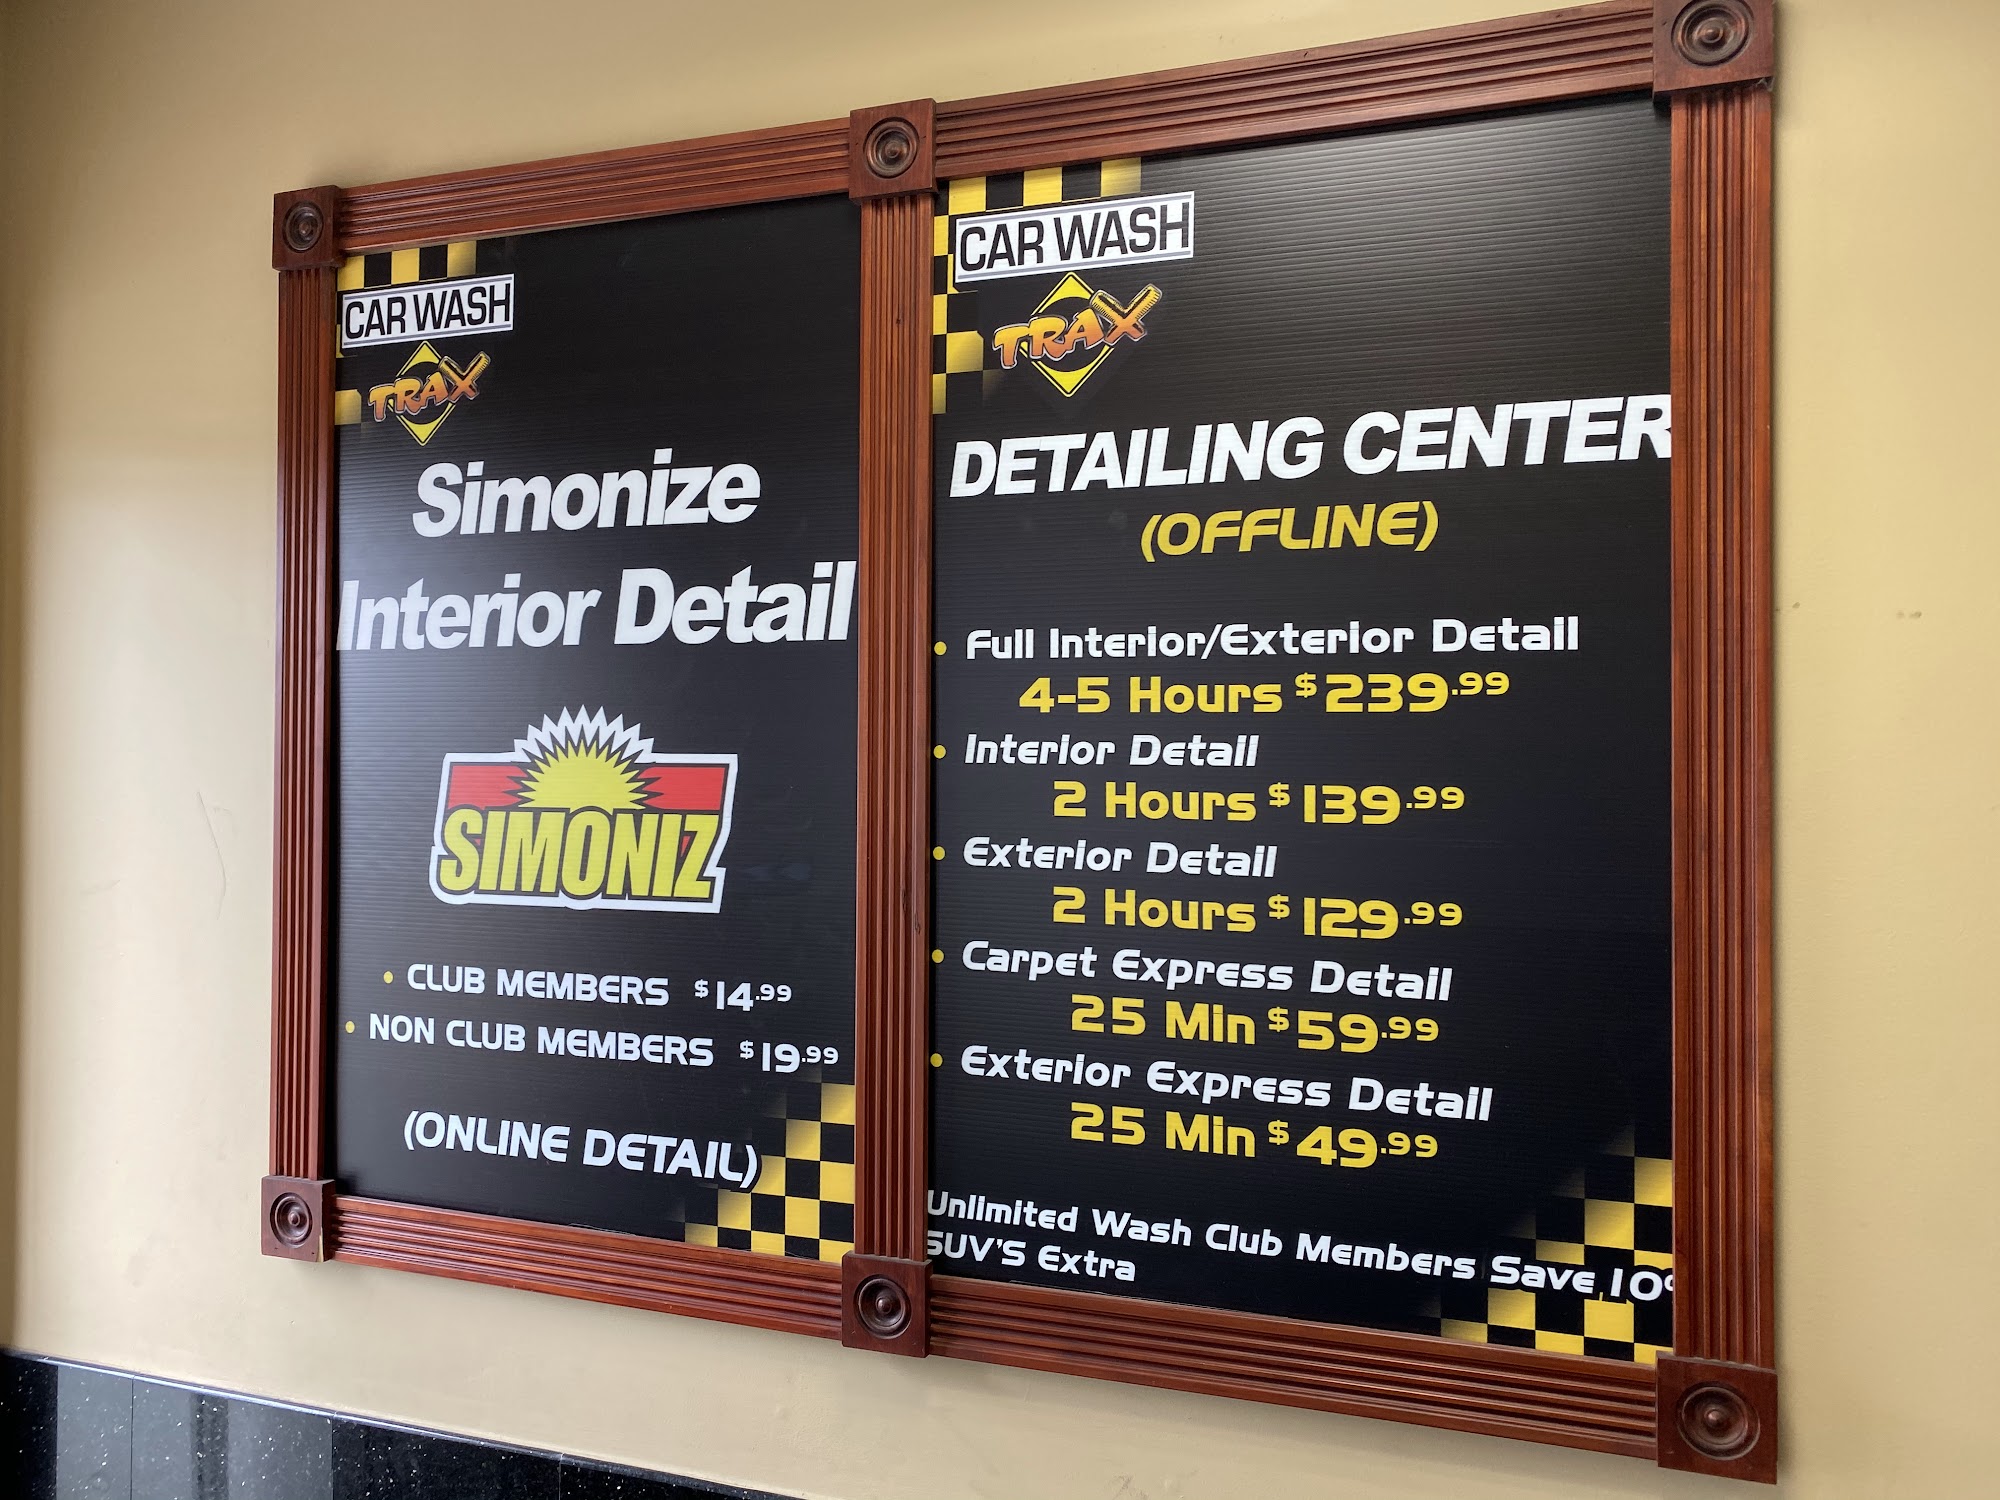 CAR WASH
TRAX
Simonize
Interior Detail
SIMONIZ
• CLUB MEMBERS $14.99
• NON CLUB MEMBERS $19.99
(ONLINE DETAIL)
CAR WASH
TRAX
DETAILING CENTER
(OFFLINE)
• Full Interior/Exterior Detail
4-5 Hours $239.99
• Interior Detail
2 Hours $139.99
• Exterior Detail
2 Hours $129.99
• Carpet Express Detail
25 Min $59.99
• Exterior Express Detail
25 Min $49.99
Unlimited Wash Club Members Save 10
SUV'S Extra